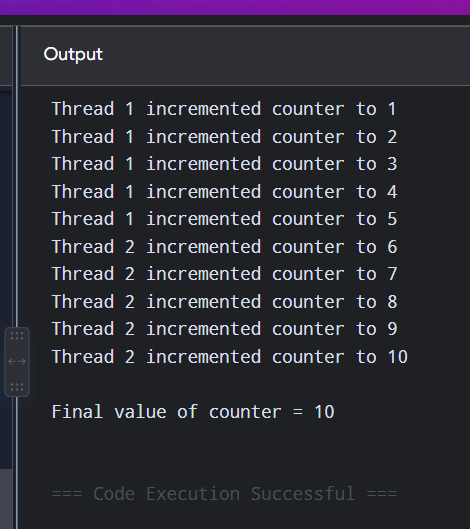 Output
Thread 1 incremented counter to 1
Thread 1 incremented counter to 2
Thread 1 incremented counter to 3
Thread 1 incremented counter to 4
Thread 1 incremented counter to 5
Thread 2 incremented counter to 6
Thread 2 incremented counter to 7
Thread 2 incremented counter to 8
Thread 2 incremented counter to 9
Thread 2 incremented counter to 10
Final value of counter = 10
=== Code Execution Successful ===